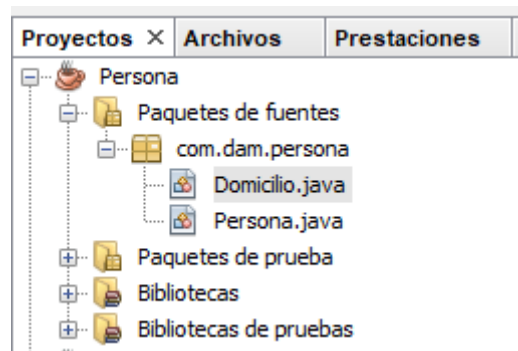 Proyectos × Archivos Prestaciones
Persona
Paquetes de fuentes
com.dam.persona
Domicilio.java
Persona.java
Paquetes de prueba
Bibliotecas
Bibliotecas de pruebas